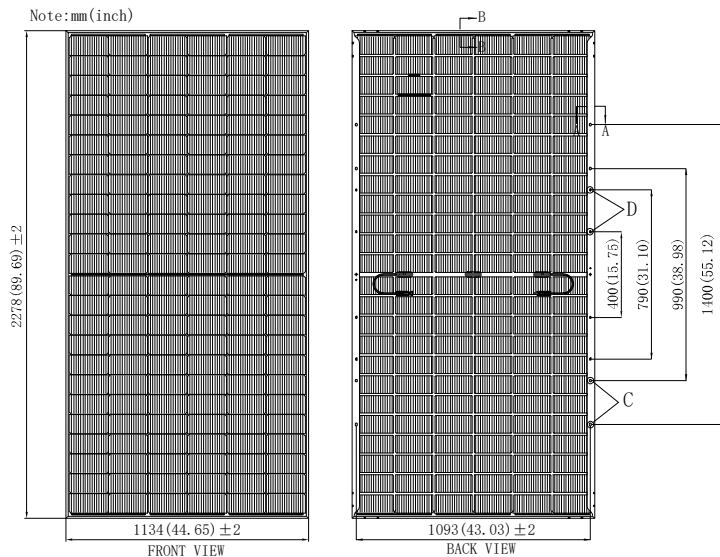 Note:mm(inch)
B
B
A
A
D
C
2278(89.69)±2
400(15.75)
790(31.10)
990(38.98)
1400(55.12)
1134(44.65)±2
FRONT VIEW
1093(43.03)±2
BACK VIEW